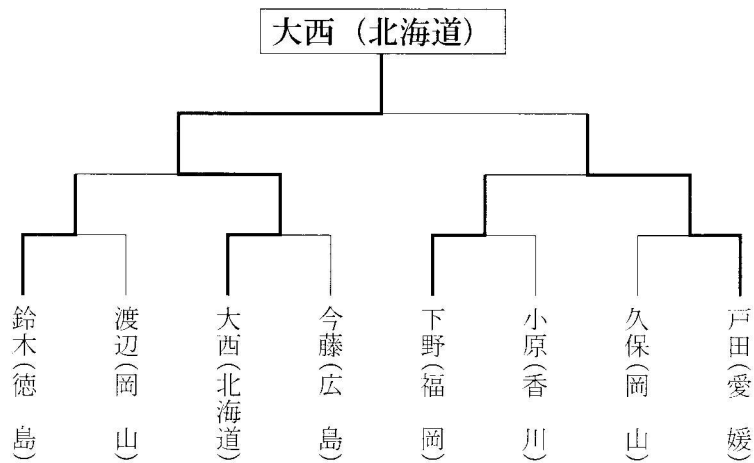 大西（北海道）
鈴木（徳島）
渡辺（岡山）
大西（北海道）
今藤（広島）
下野（福岡）
小原（香川）
久保（岡山）
戸田（愛媛）